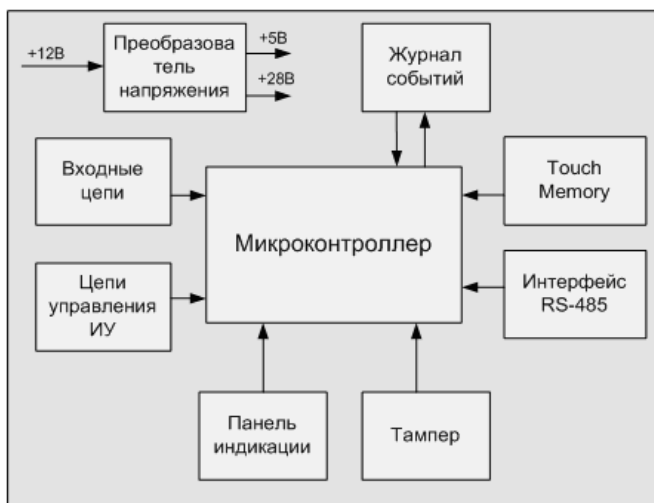 +12В
Преобразова
тель
напряжения
+5В
+28В
Журнал
событий
Входные
цепи
Touch
Memory
Микроконтроллер
Цепи
управления
ИУ
Интерфейс
RS-485
Панель
индикации
Тампер